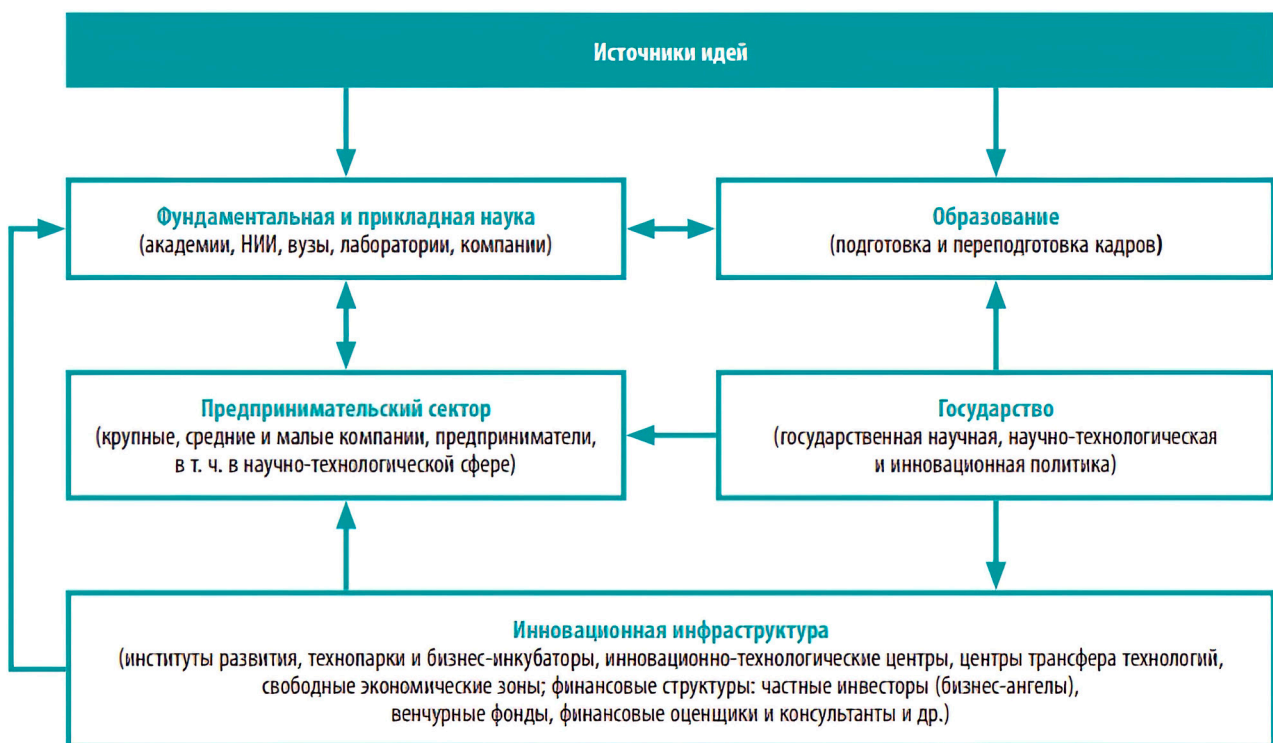 Источники идей
Фундаментальная и прикладная наука
(академии, НИИ, вузы, лаборатории, компании)
Образование
(подготовка и переподготовка кадров)
Предпринимательский сектор
(крупные, средние и малые компании, предприниматели,
в т. ч. в научно-технологической сфере)
Государство
(государственная научная, научно-технологическая
и инновационная политика)
Инновационная инфраструктура
(институты развития, технопарки и бизнес-инкубаторы, инновационно-технологические центры, центры трансфера технологий,
свободные экономические зоны; финансовые структуры: частные инвесторы (бизнес-ангелы),
венчурные фонды, финансовые оценщики и консультанты и др.)